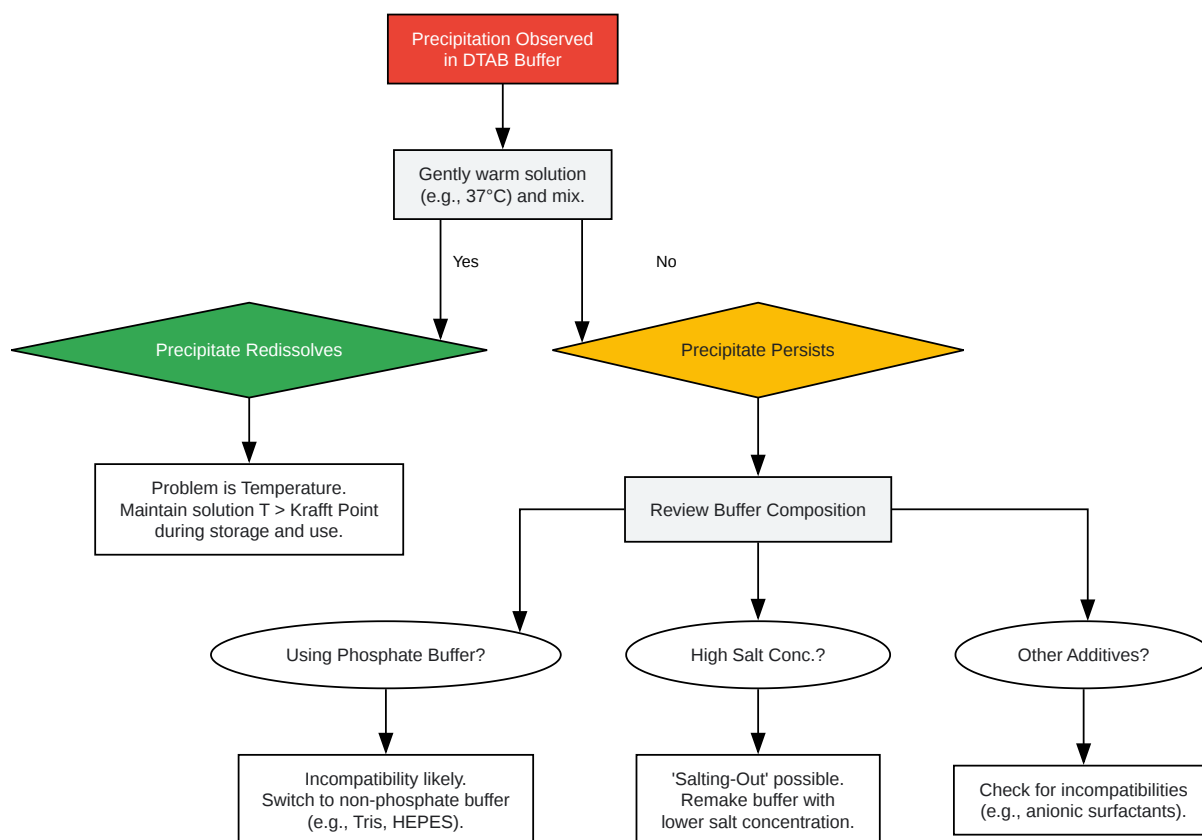 Precipitation Observed
in DTAB Buffer
Gently warm solution
(e.g., 37°C) and mix.
Yes
No
Precipitate Redissolves
Precipitate Persists
Problem is Temperature.
Maintain solution T > Krafft Point
during storage and use.
Review Buffer Composition
Using Phosphate Buffer?
High Salt Conc.?
Other Additives?
Incompatibility likely.
Switch to non-phosphate buffer
(e.g., Tris, HEPES).
'Salting-Out' possible.
Remake buffer with
lower salt concentration.
Check for incompatibilities
(e.g., anionic surfactants).